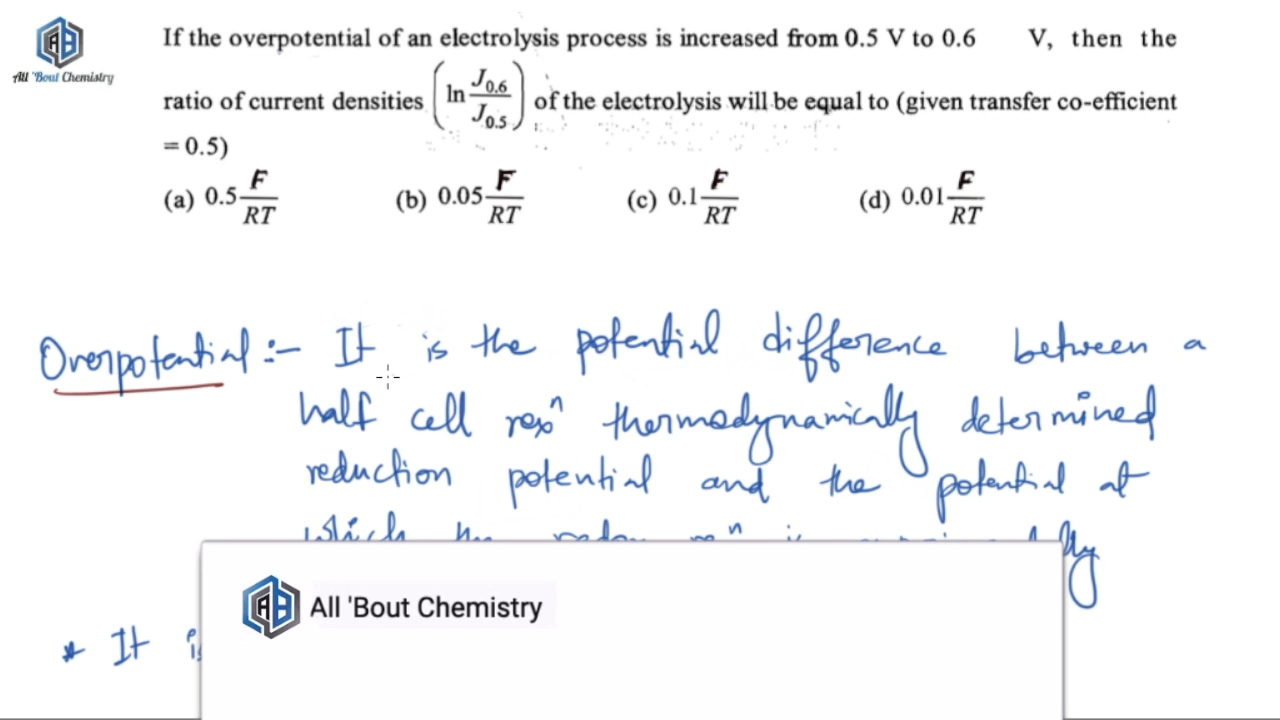 All 'Bout Chemistry
If the overpotential of an electrolysis process is increased from 0.5 V to 0.6 V, then the
ratio of current densities (ln J0.6/J0.5) of the electrolysis will be equal to (given transfer co-efficient
= 0.5)
(a) 0.5 F/RT (b) 0.05 F/RT (c) 0.1 F/RT (d) 0.01 F/RT
Overpotential :- It is the potential difference between a
half cell rexⁿ thermodynamically determined
reduction potential and the potential at
which the
All 'Bout Chemistry
* It